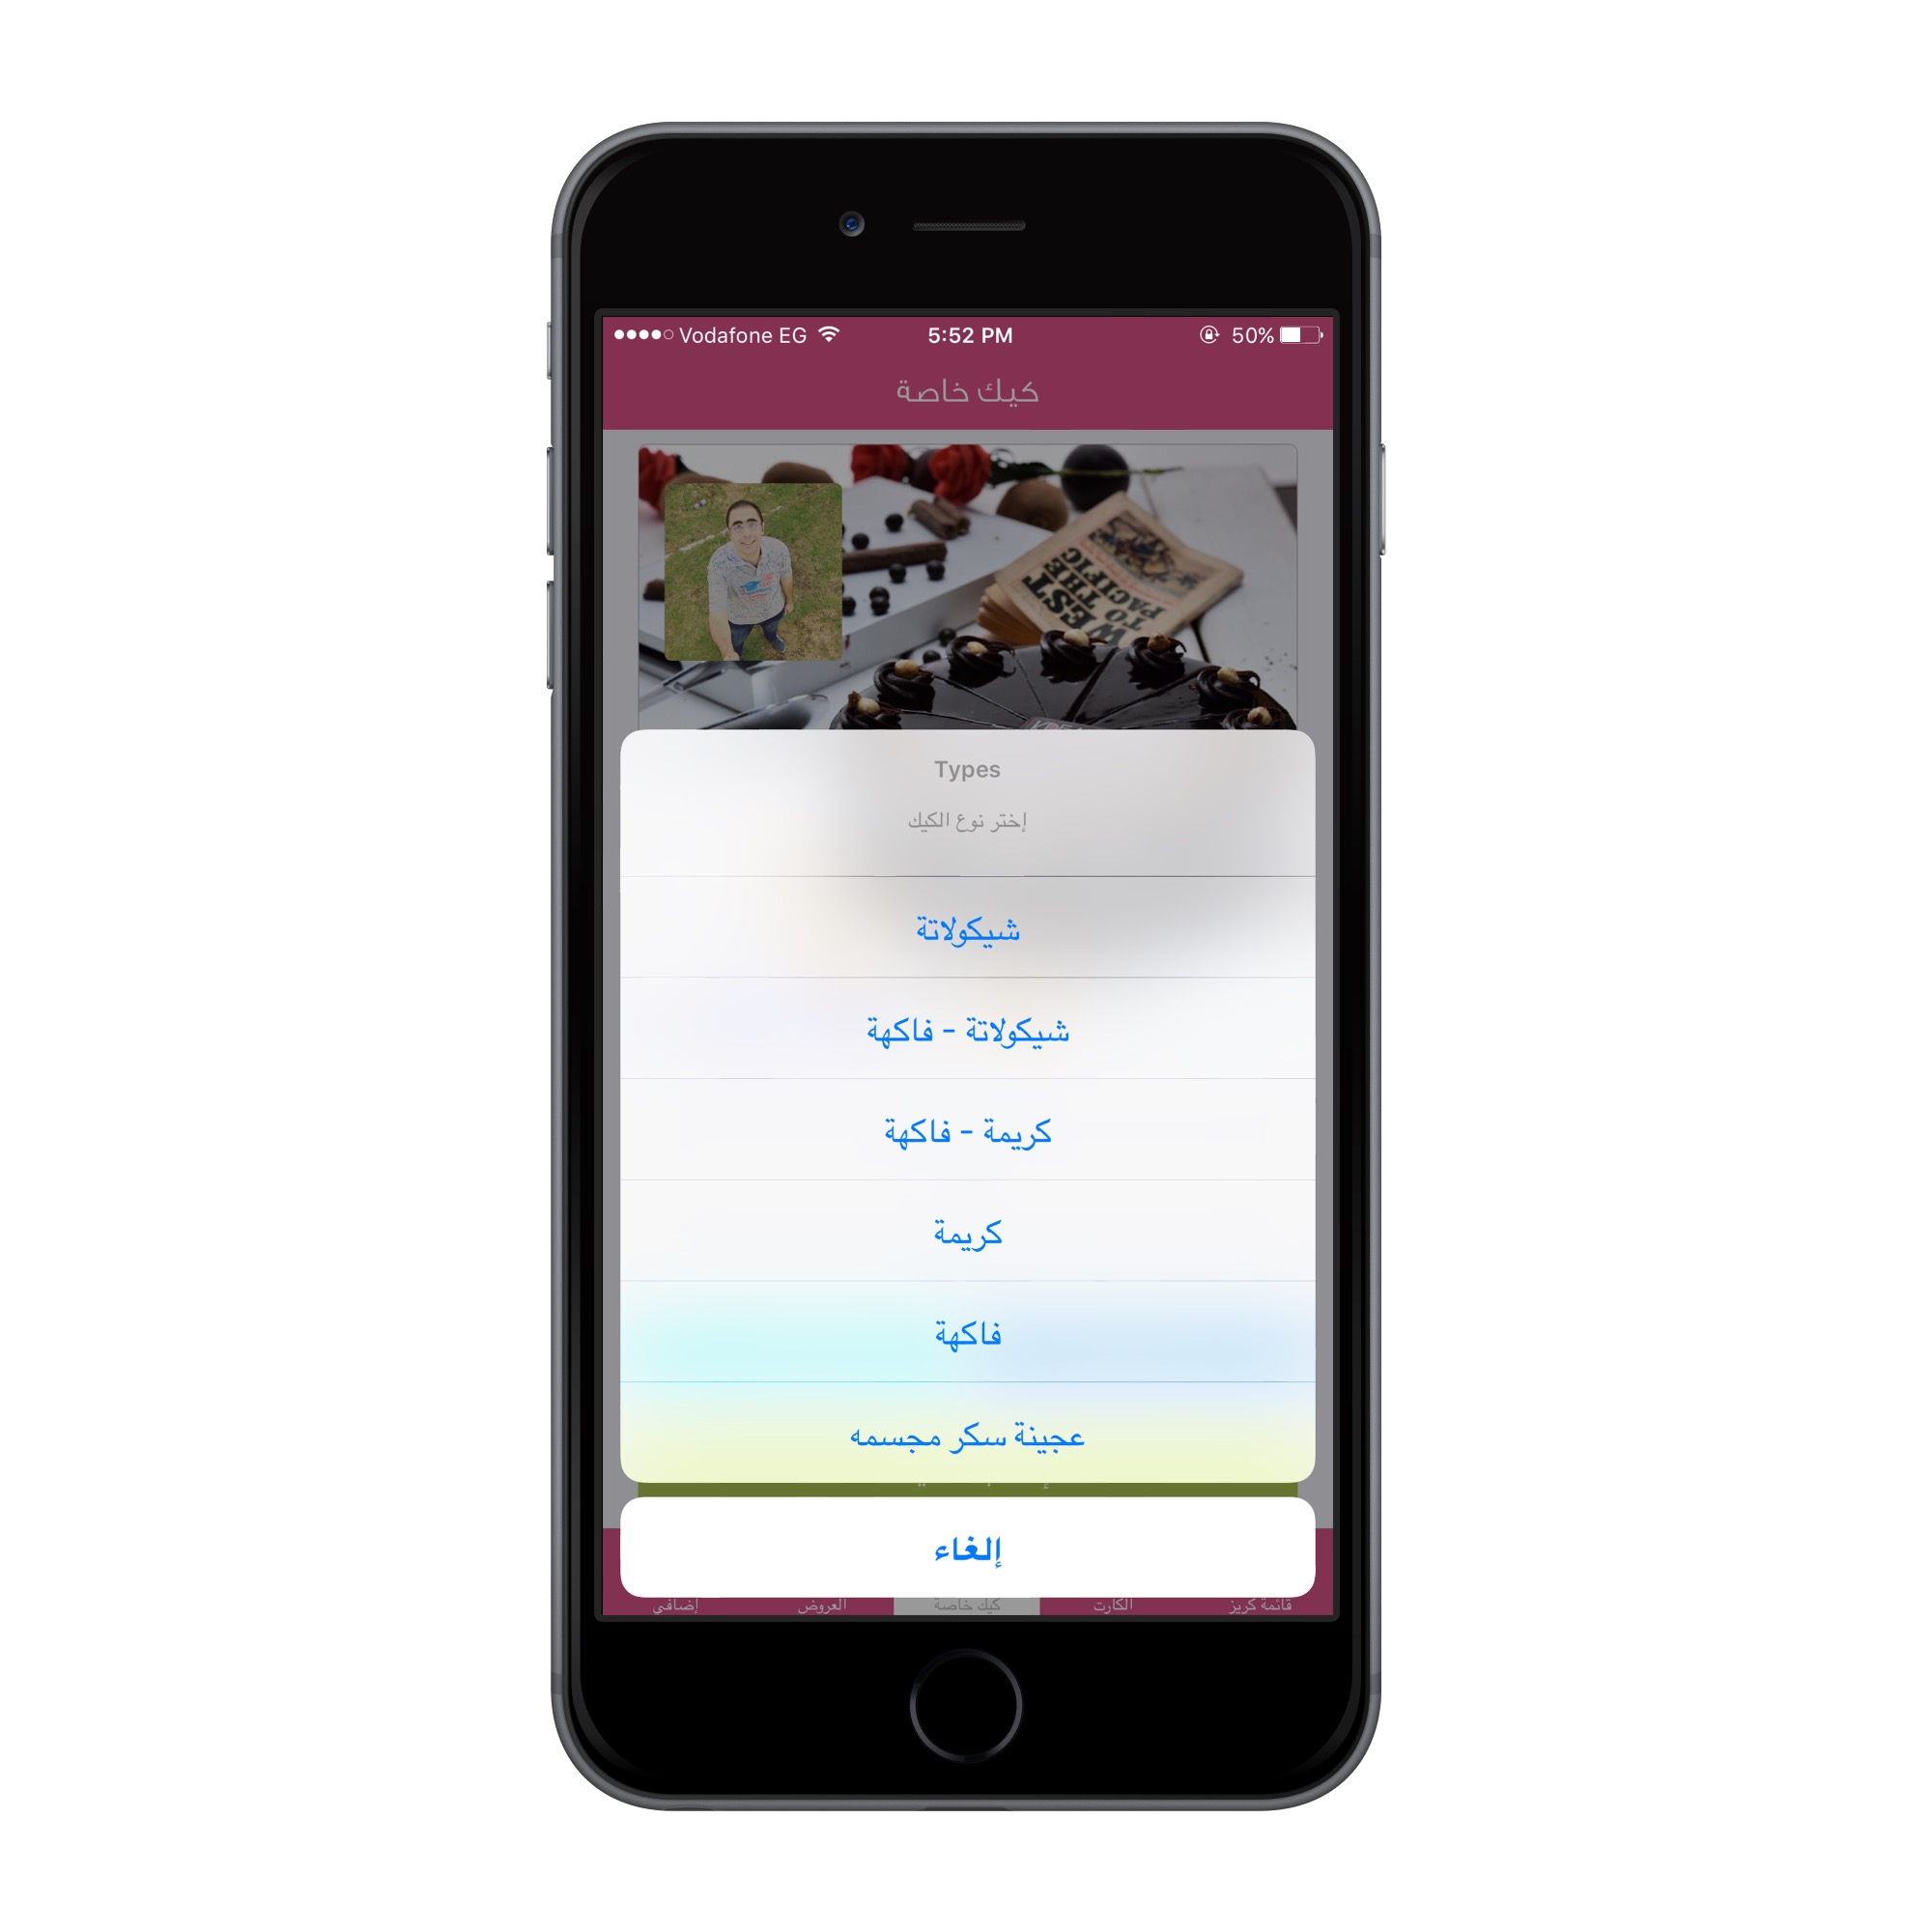 Vodafone EG
5:52 PM
50%
كيك خاصة
WEST
TO THE
PACIFIC
Types
إختر نوع الكيك
شيكولاتة
شيكولاتة - فاكهة
كريمة - فاكهة
كريمة
فاكهة
عجينة سكر مجسمه
إلغاء
قائمة كريز
الكارت
كيك خاصة
العروض
إضافي